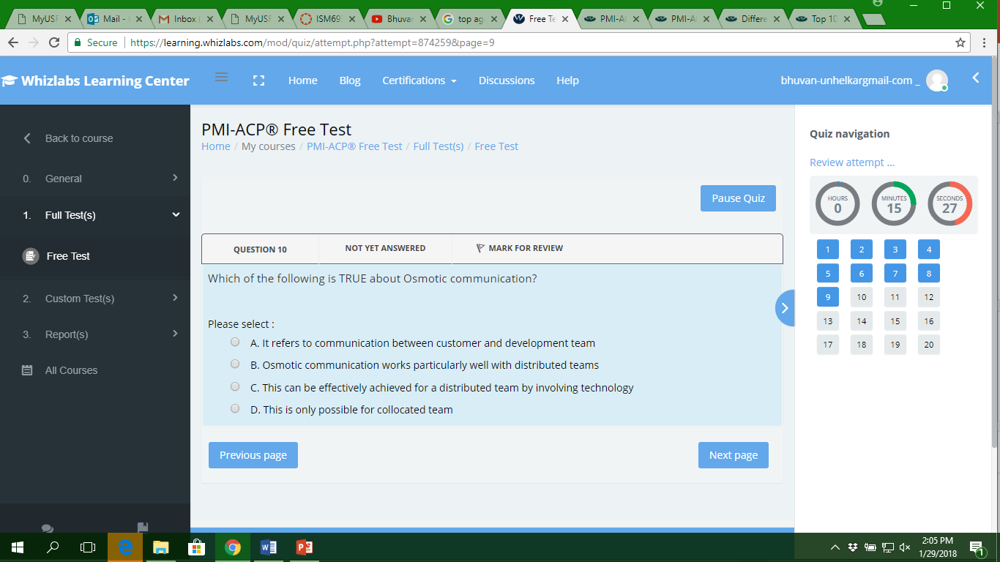 MyUSF
Mail -
Inbox (
MyUSF
ISM69
Bhuvar
top ag
Free Te
PMI-A
PMI-A
Differe
Top 10
Secure
https://learning.whizlabs.com/mod/quiz/attempt.php?attempt=874259&page=9
Whizlabs Learning Center
Home
Blog
Certifications
Discussions
Help
bhuvan-unhelkargmail-com _
Back to course
0. General
1. Full Test(s)
Free Test
2. Custom Test(s)
3. Report(s)
All Courses
PMI-ACP® Free Test
Home / My courses / PMI-ACP® Free Test / Full Test(s) / Free Test
Pause Quiz
QUESTION 10
NOT YET ANSWERED
MARK FOR REVIEW
Which of the following is TRUE about Osmotic communication?
Please select :
A. It refers to communication between customer and development team
B. Osmotic communication works particularly well with distributed teams
C. This can be effectively achieved for a distributed team by involving technology
D. This is only possible for collocated team
Previous page
Next page
Quiz navigation
Review attempt ...
HOURS
0
MINUTES
15
SECONDS
27
1 2 3 4
5 6 7 8
9 10 11 12
13 14 15 16
17 18 19 20
2:05 PM
1/29/2018
1